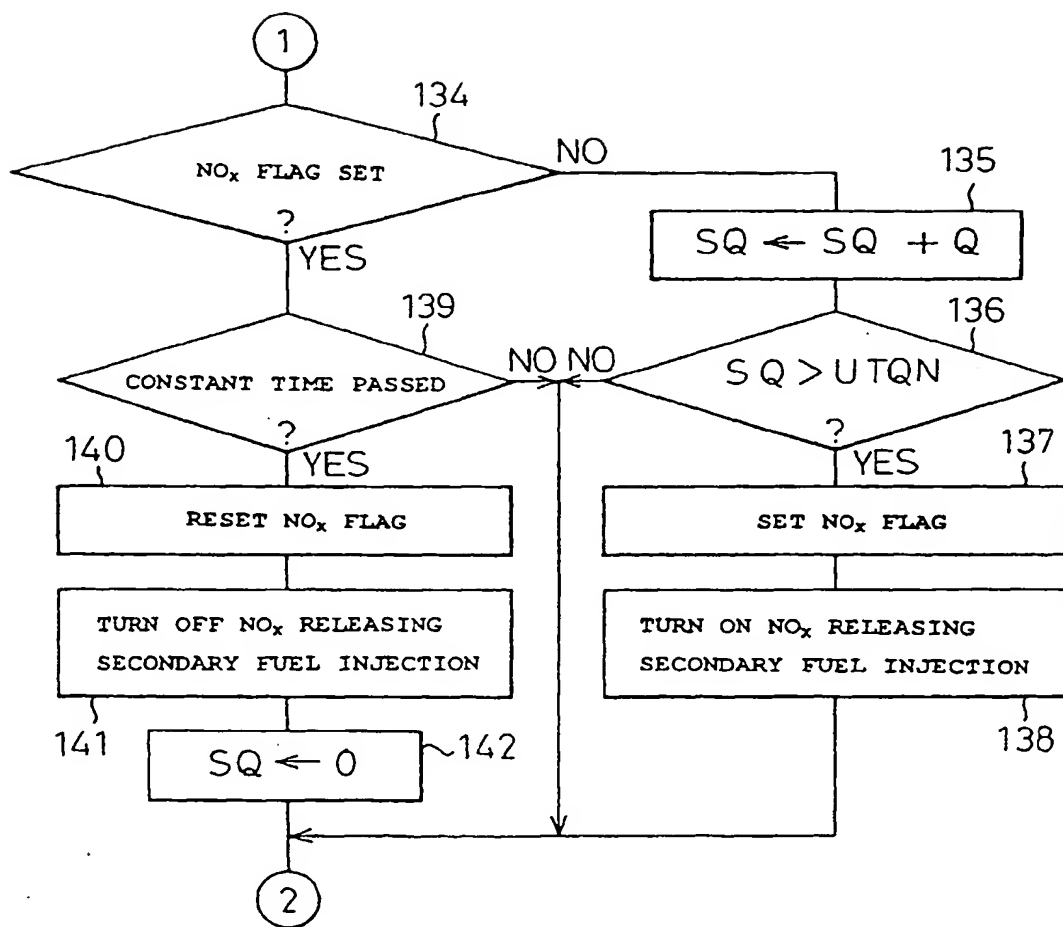 1
134
NOx FLAG SET
?
NO
YES
135
SQ ← SQ + Q
139
136
CONSTANT TIME PASSED
?
NO NO
SQ > UTQN
?
YES
YES
140
137
RESET NOx FLAG
SET NOx FLAG
TURN OFF NOx RELEASING
SECONDARY FUEL INJECTION
TURN ON NOx RELEASING
SECONDARY FUEL INJECTION
141
142
138
SQ ← 0
2